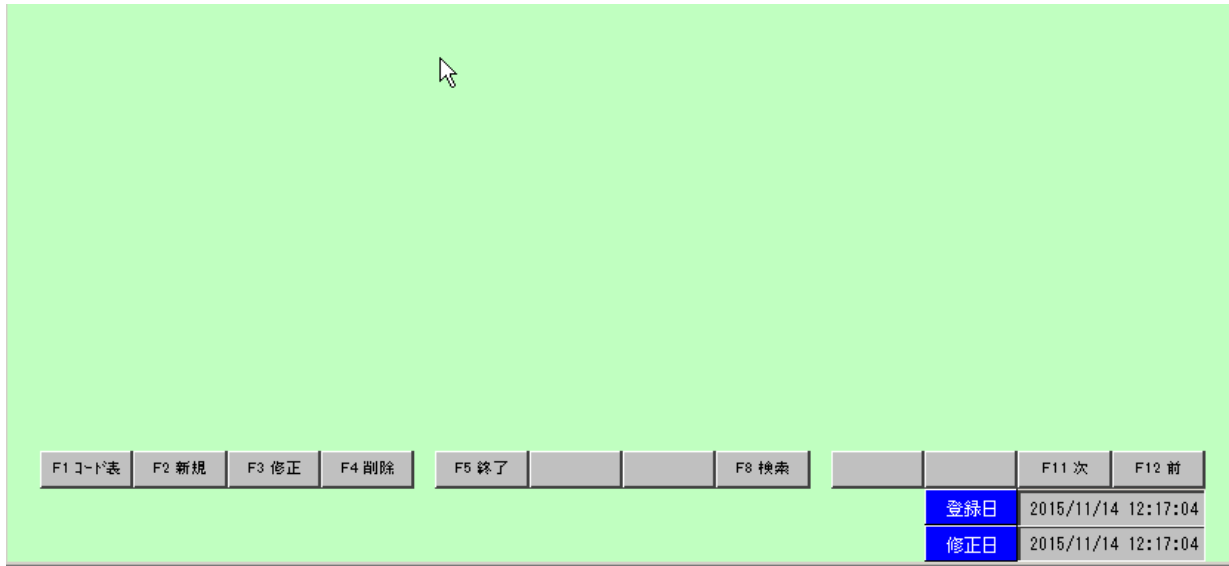 F1 ｺｰﾄﾞ表 F2 新規 F3 修正 F4 削除 F5 終了 F8 検索 F11 次 F12 前
登録日 2015/11/14 12:17:04
修正日 2015/11/14 12:17:04